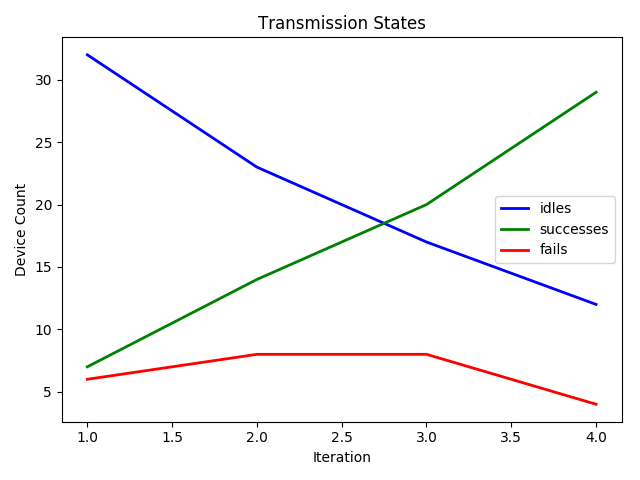 Transmission States
Device Count
30
25
20
15
10
5
idles
successes
fails
1.0 1.5 2.0 2.5 3.0 3.5 4.0
Iteration